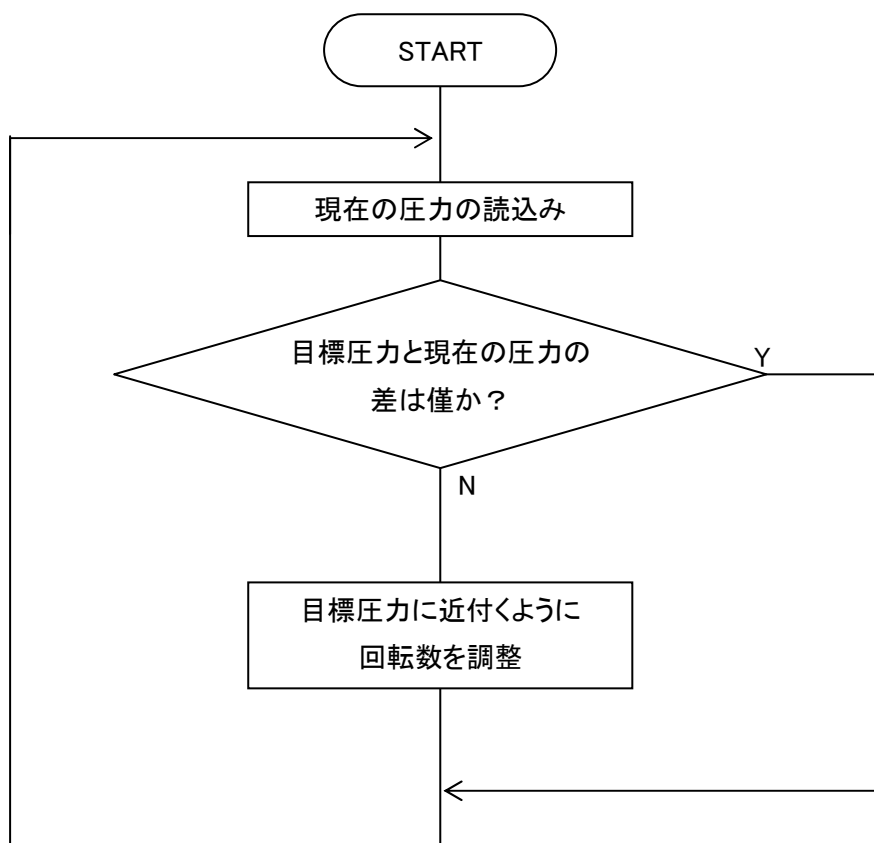 START
現在の圧力の読込み
目標圧力と現在の圧力の
差は僅か？
Y
N
目標圧力に近付くように
回転数を調整